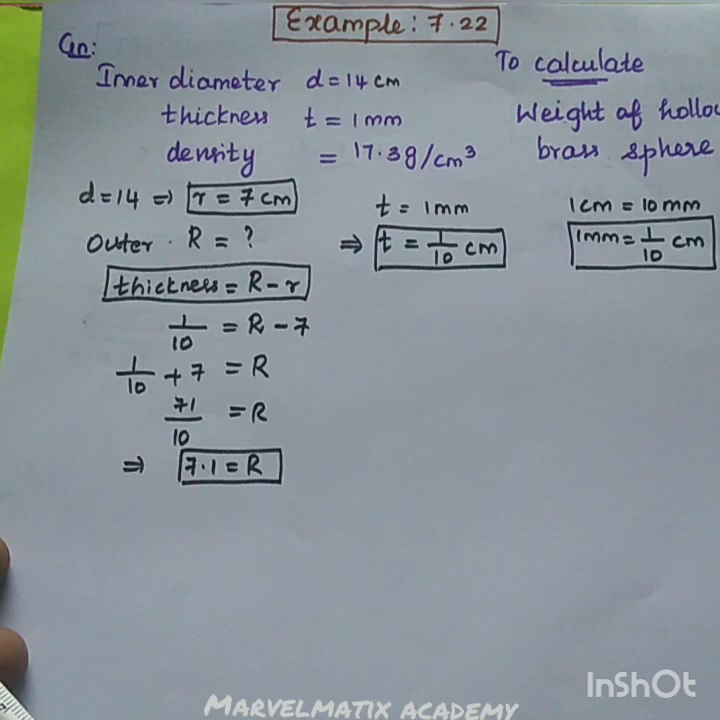 Example: 7.22
Gn:
Inner diameter d = 14 cm
thickness t = 1 mm
density = 17.3g/cm³
To calculate
Weight of hollo
brass sphere
d = 14 ⇒ r = 7 cm
Outer R = ?
thickness = R - r
1/10 = R - 7
1/10 + 7 = R
71/10 = R
⇒ 7.1 = R
t = 1mm
⇒ t = 1/10 cm
1cm = 10 mm
1mm = 1/10 cm
InShOt
MARVELMATIX ACADEMY